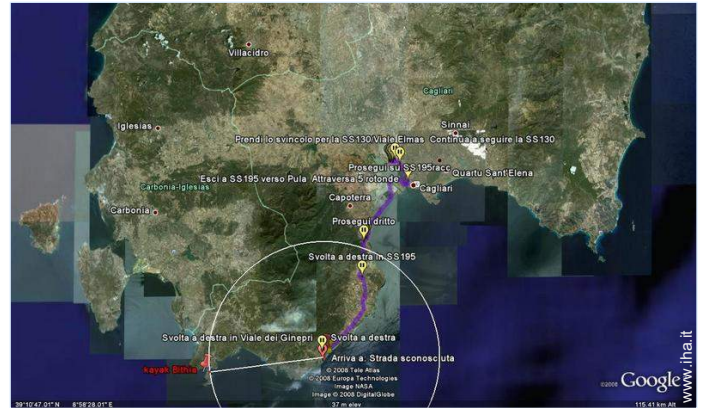 Villacidro
Cagliari
Iglesias
Sinnai
Prendi lo svincolo per la SS130/Viale Elmas Continua a seguire la SS130
Prosegui su SS195racc
Quartu Sant'Elena
Esci a SS195 verso Pula Attraversa 5 rotonde
Carbonia-Iglesias
Cagliari
Capoterra
Carbonia
Prosegui dritto
Svolta a destra in SS195
Svolta a destra in Viale dei Ginepri
Svolta a destra
kayak Bithia
Arriva a: Strada sconosciuta
© 2008 Tele Atlas
© 2008 Europa Technologies
Image NASA
Image © 2008 DigitalGlobe
©2008 Google
39°10'47.01" N 8°58'28.01" E
37 m elev
115.41 km Alt
www.iha.it